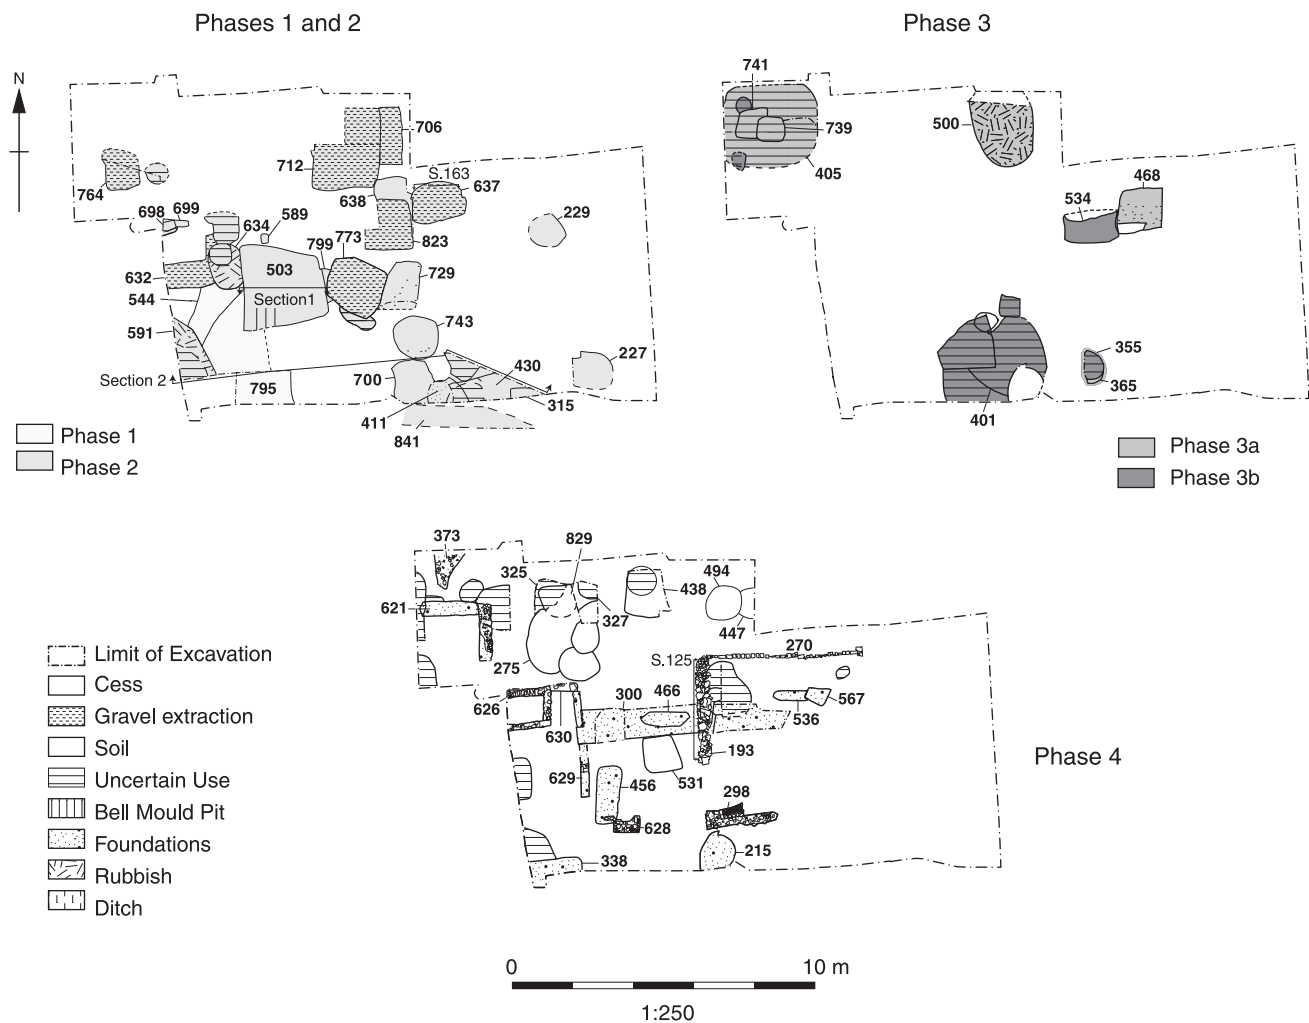 Phases 1 and 2
Phase 3
N
706
712
S.163
637
638
764
698
699
589
634
799
773
823
229
632
503
729
544
Section1
591
743
Section 2
795
700
430
227
411
315
841
Phase 1
Phase 2
741
739
405
500
468
534
355
365
401
Phase 3a
Phase 3b
373
829
325
494
438
621
327
447
275
S.125
270
626
300
466
536
567
630
193
629
456
531
298
628
338
215
Phase 4
Limit of Excavation
Cess
Gravel extraction
Soil
Uncertain Use
Bell Mould Pit
Foundations
Rubbish
Ditch
0
10 m
1:250